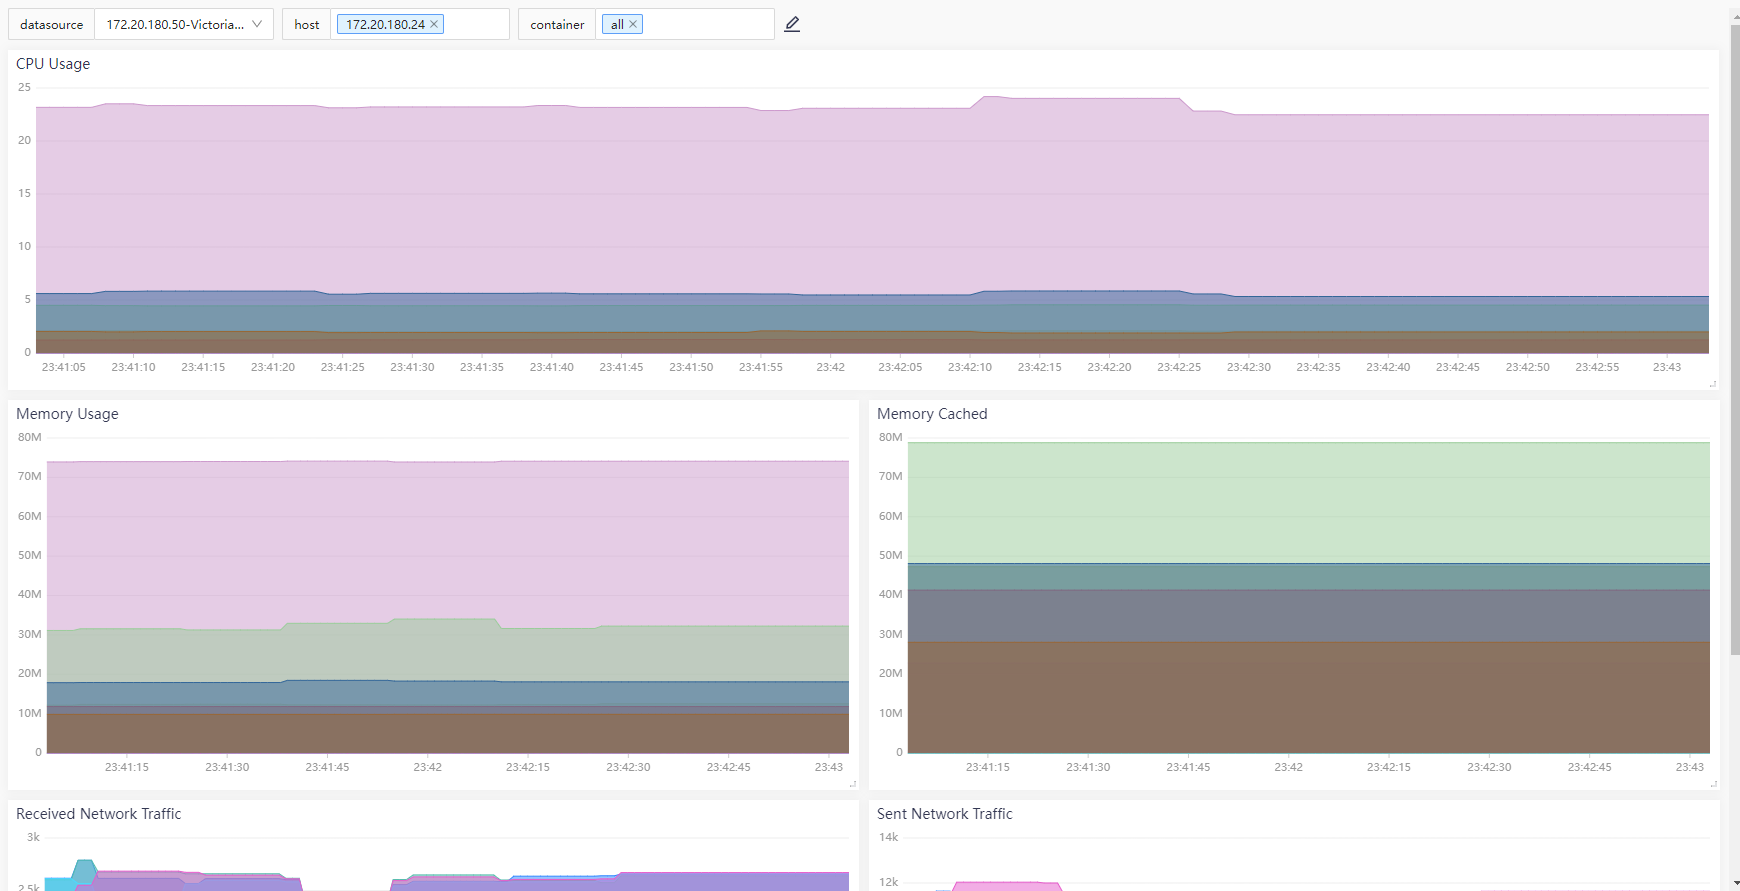 datasource 172.20.180.50-Victoria... host 172.20.180.24 × container all ×
CPU Usage
25
20
15
10
5
0
23:41:05 23:41:10 23:41:15 23:41:20 23:41:25 23:41:30 23:41:35 23:41:40 23:41:45 23:41:50 23:41:55 23:42 23:42:05 23:42:10 23:42:15 23:42:20 23:42:25 23:42:30 23:42:35 23:42:40 23:42:45 23:42:50 23:42:55 23:43
Memory Usage
80M
70M
60M
50M
40M
30M
20M
10M
0
23:41:15 23:41:30 23:41:45 23:42 23:42:15 23:42:30 23:42:45 23:43
Memory Cached
80M
70M
60M
50M
40M
30M
20M
10M
0
23:41:15 23:41:30 23:41:45 23:42 23:42:15 23:42:30 23:42:45 23:43
Received Network Traffic
3k
2.5k
Sent Network Traffic
14k
12k